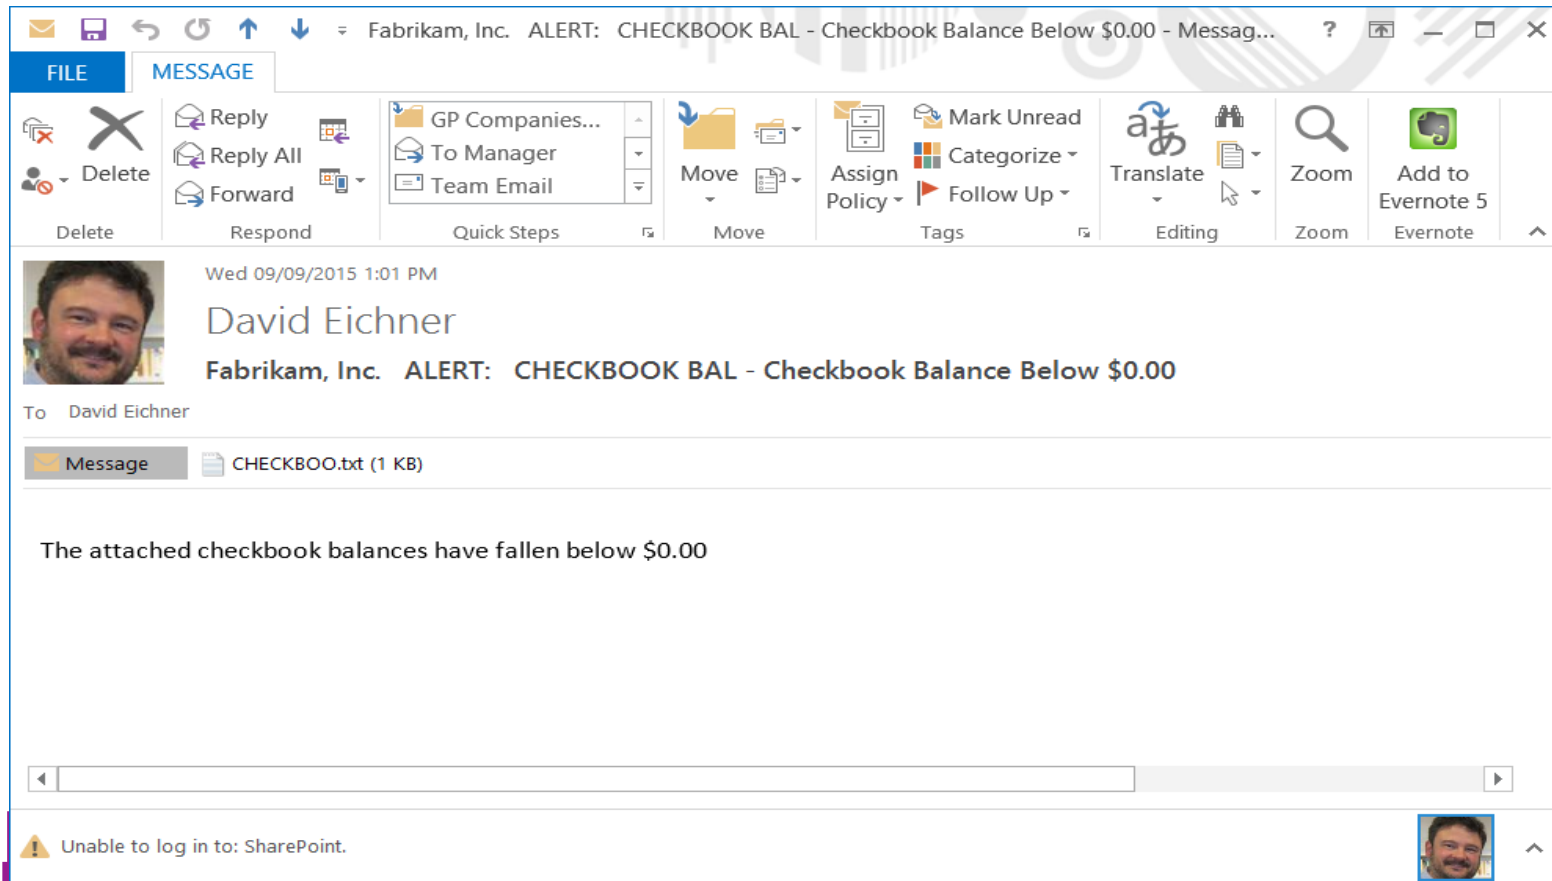 Fabrikam, Inc.   ALERT:   CHECKBOOK BAL - Checkbook Balance Below $0.00 - Messag...
?
FILE
MESSAGE
Delete
Reply
Reply All
Forward
GP Companies...
To Manager
Team Email
Move
Assign
Policy
Mark Unread
Categorize
Follow Up
Translate
Zoom
Add to
Evernote 5
Delete
Respond
Quick Steps
Move
Tags
Editing
Zoom
Evernote
Wed 09/09/2015 1:01 PM
David Eichner
Fabrikam, Inc.   ALERT:   CHECKBOOK BAL - Checkbook Balance Below $0.00
To   David Eichner
Message
CHECKBOO.txt (1 KB)
The attached checkbook balances have fallen below $0.00
Unable to log in to: SharePoint.